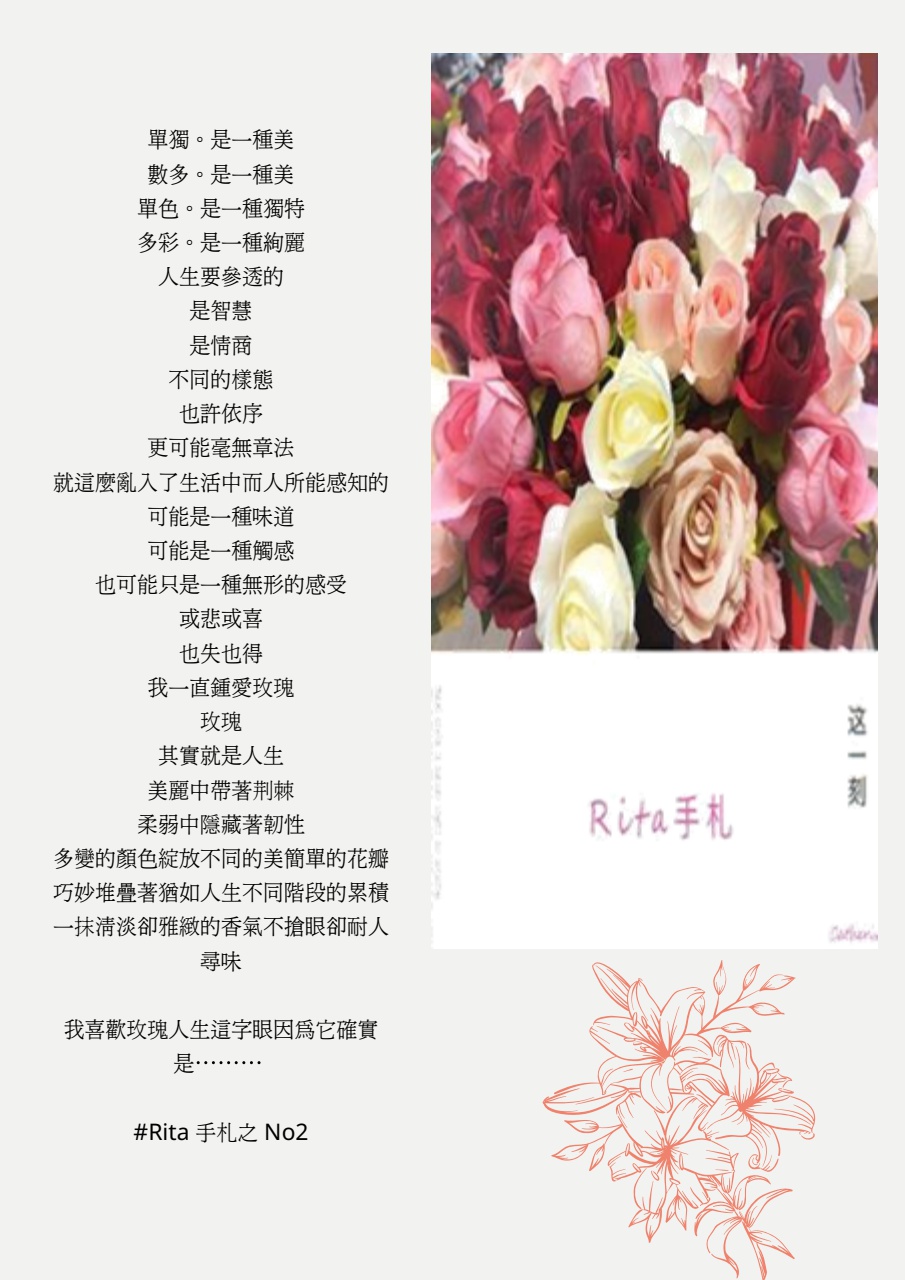 單獨。是一種美
數多。是一種美
單色。是一種獨特
多彩。是一種絢麗
人生要參透的
是智慧
是情商
不同的樣態
也許依序
更可能毫無章法
就這麼亂入了生活中而人所能感知的
可能是一種味道
可能是一種觸感
也可能只是一種無形的感受
或悲或喜
也失也得
我一直鍾愛玫瑰
玫瑰
其實就是人生
美麗中帶著荆棘
柔弱中隱藏著韌性
多變的顏色綻放不同的美簡單的花瓣
巧妙堆疊著猶如人生不同階段的累積
一抹清淡卻雅緻的香氣不搶眼卻耐人
尋味
我喜歡玫瑰人生這字眼因爲它確實
是⋯⋯⋯
#Rita 手札之 No2
这一刻
Rita手札